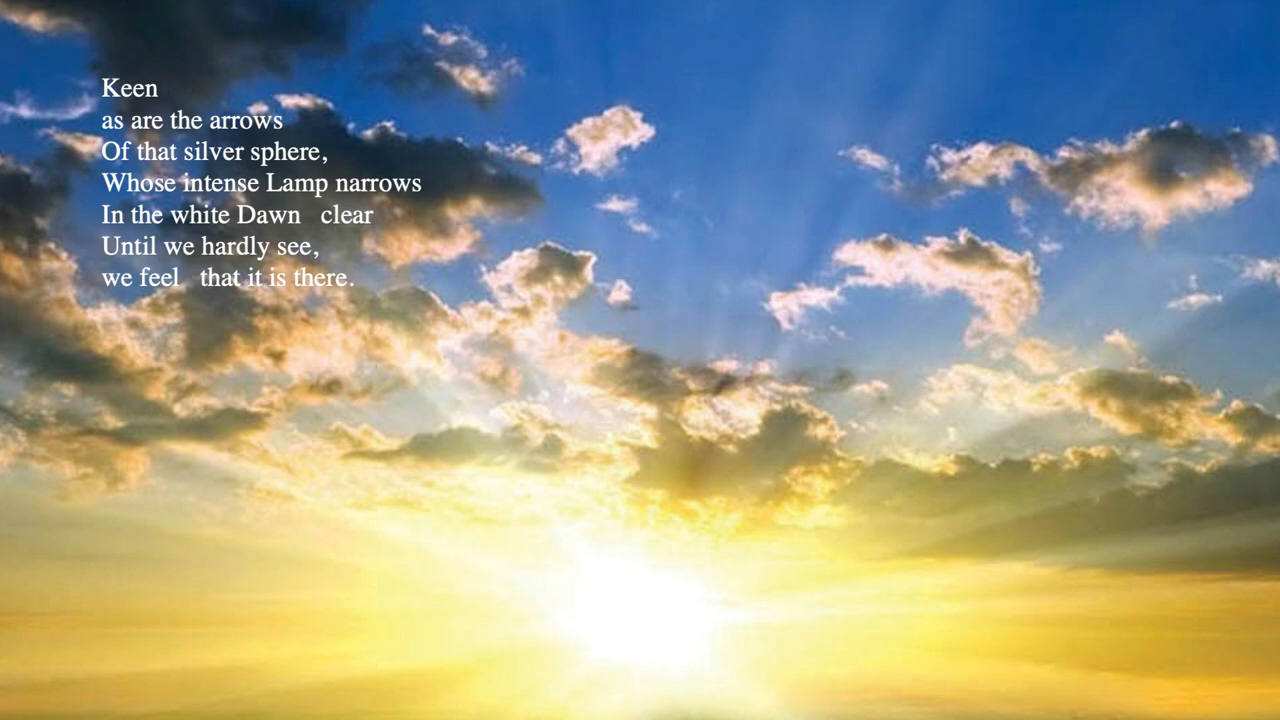 Keen
as are the arrows
Of that silver sphere,
Whose intense Lamp narrows
In the white Dawn   clear
Until we hardly see,
we feel   that it is there.